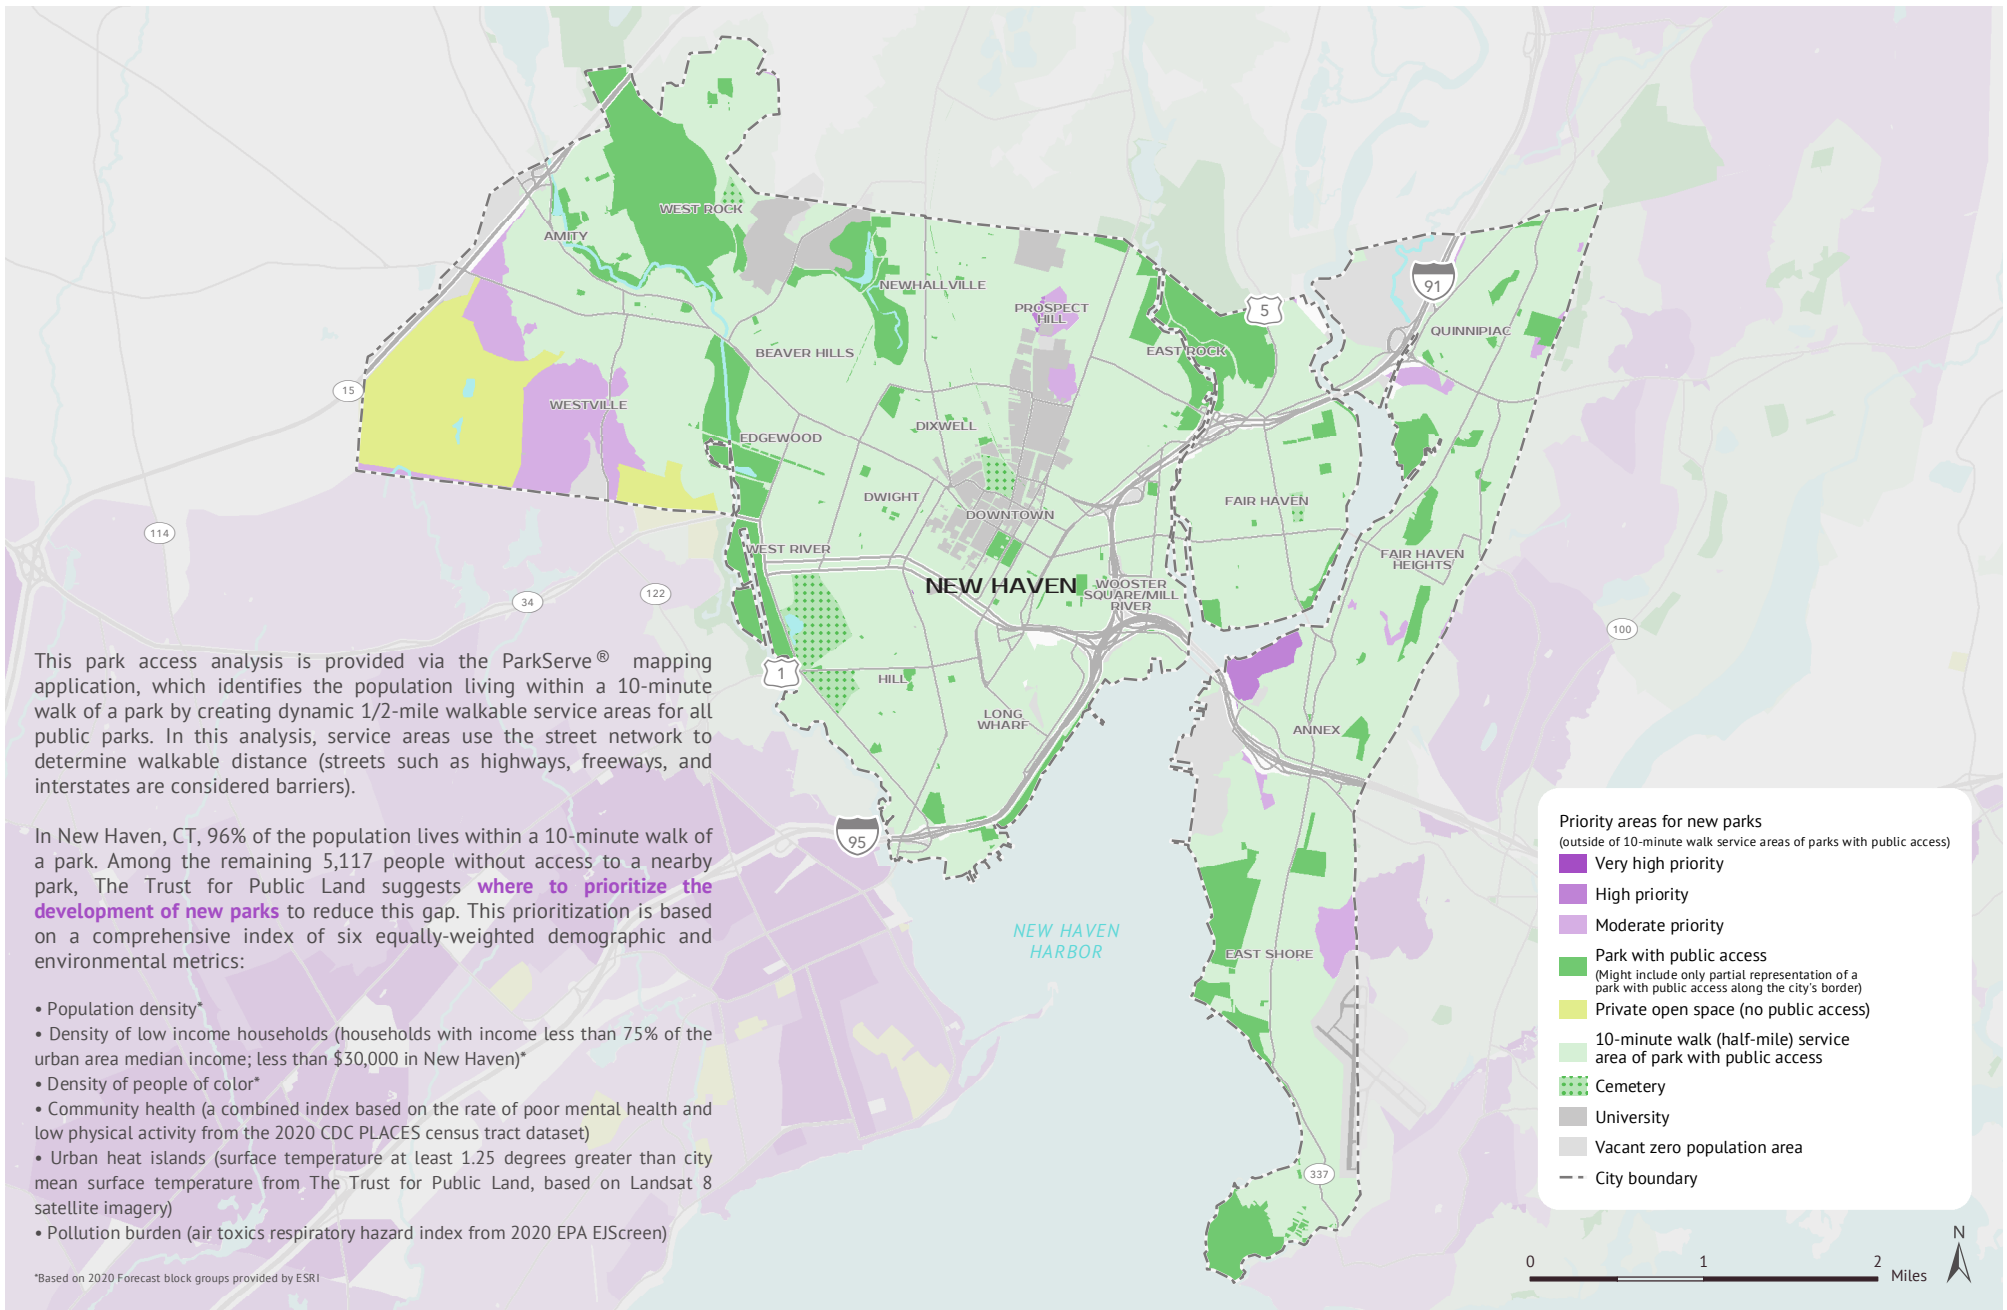 WEST ROCK
AMITY
NEWHALLVILLE
PROSPECT
HILL
5
91
QUINNIPIAC
BEAVER HILLS
EAST ROCK
15
WESTVILLE
EDGEWOOD
DIXWELL
DWIGHT
DOWNTOWN
FAIR HAVEN
114
WEST RIVER
FAIR HAVEN
HEIGHTS
NEW HAVEN
WOOSTER
SQUARE/MILL
RIVER
34
122
100
1
HILL
LONG
WHARF
ANNEX
95
NEW HAVEN
HARBOR
EAST SHORE
337
This park access analysis is provided via the ParkServe® mapping
application, which identifies the population living within a 10-minute
walk of a park by creating dynamic 1/2-mile walkable service areas for all
public parks. In this analysis, service areas use the street network to
determine walkable distance (streets such as highways, freeways, and
interstates are considered barriers).
In New Haven, CT, 96% of the population lives within a 10-minute walk of
a park. Among the remaining 5,117 people without access to a nearby
park, The Trust for Public Land suggests where to prioritize the
development of new parks to reduce this gap. This prioritization is based
on a comprehensive index of six equally-weighted demographic and
environmental metrics:
• Population density*
• Density of low income households (households with income less than 75% of the
urban area median income; less than $30,000 in New Haven)*
• Density of people of color*
• Community health (a combined index based on the rate of poor mental health and
low physical activity from the 2020 CDC PLACES census tract dataset)
• Urban heat islands (surface temperature at least 1.25 degrees greater than city
mean surface temperature from The Trust for Public Land, based on Landsat 8
satellite imagery)
• Pollution burden (air toxics respiratory hazard index from 2020 EPA EJScreen)
*Based on 2020 Forecast block groups provided by ESRI
Priority areas for new parks
(outside of 10-minute walk service areas of parks with public access)
Very high priority
High priority
Moderate priority
Park with public access
(Might include only partial representation of a
park with public access along the city's border)
Private open space (no public access)
10-minute walk (half-mile) service
area of park with public access
Cemetery
University
Vacant zero population area
City boundary
N
0 1 2
Miles